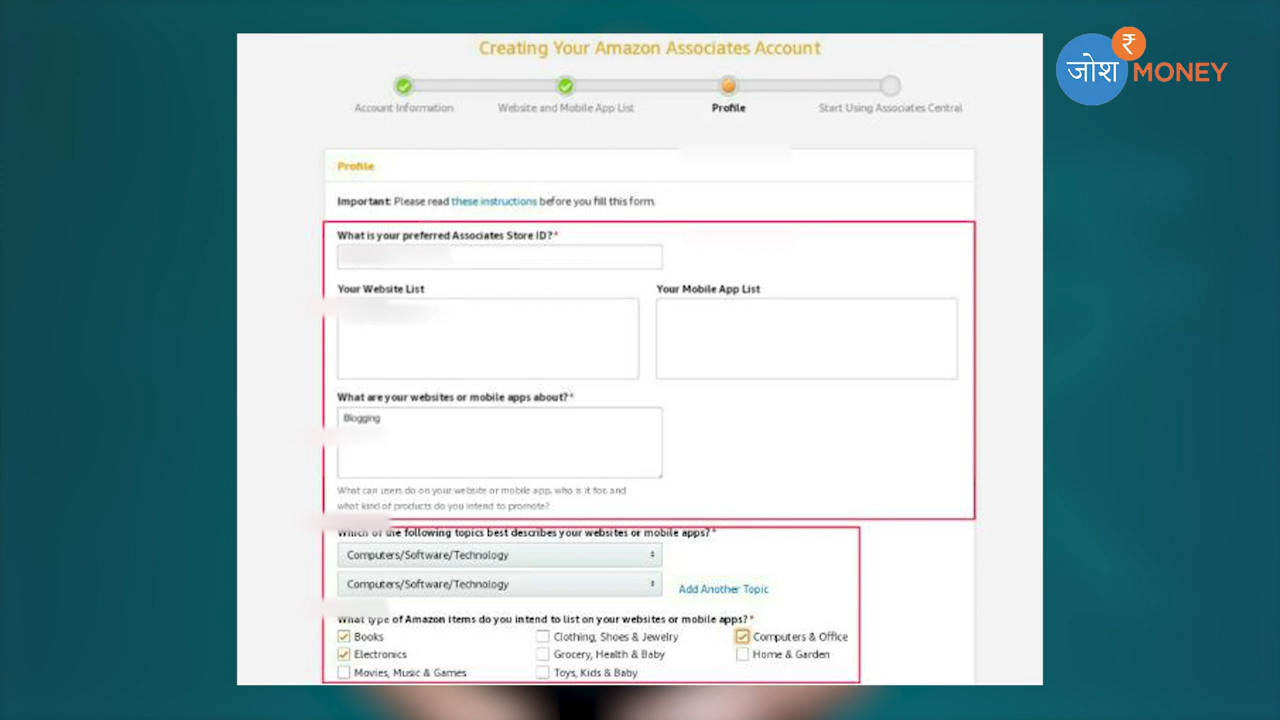 Creating Your Amazon Associates Account
₹
जोश MONEY
Account Information Website and Mobile App List Profile Start Using Associates Central
Profile
Important: Please read these instructions before you fill this form.
What is your preferred Associates Store ID?*
Your Website List Your Mobile App List
What are your websites or mobile apps about?*
Blogging
What can users do on your website or mobile app, who is it for, and
what kind of products do you intend to promote?
Which of the following topics best describes your websites or mobile apps?*
Computers/Software/Technology
Computers/Software/Technology Add Another Topic
What type of Amazon items do you intend to list on your websites or mobile apps?*
Books Clothing, Shoes & Jewelry Computers & Office
Electronics Grocery, Health & Baby Home & Garden
Movies, Music & Games Toys, Kids & Baby